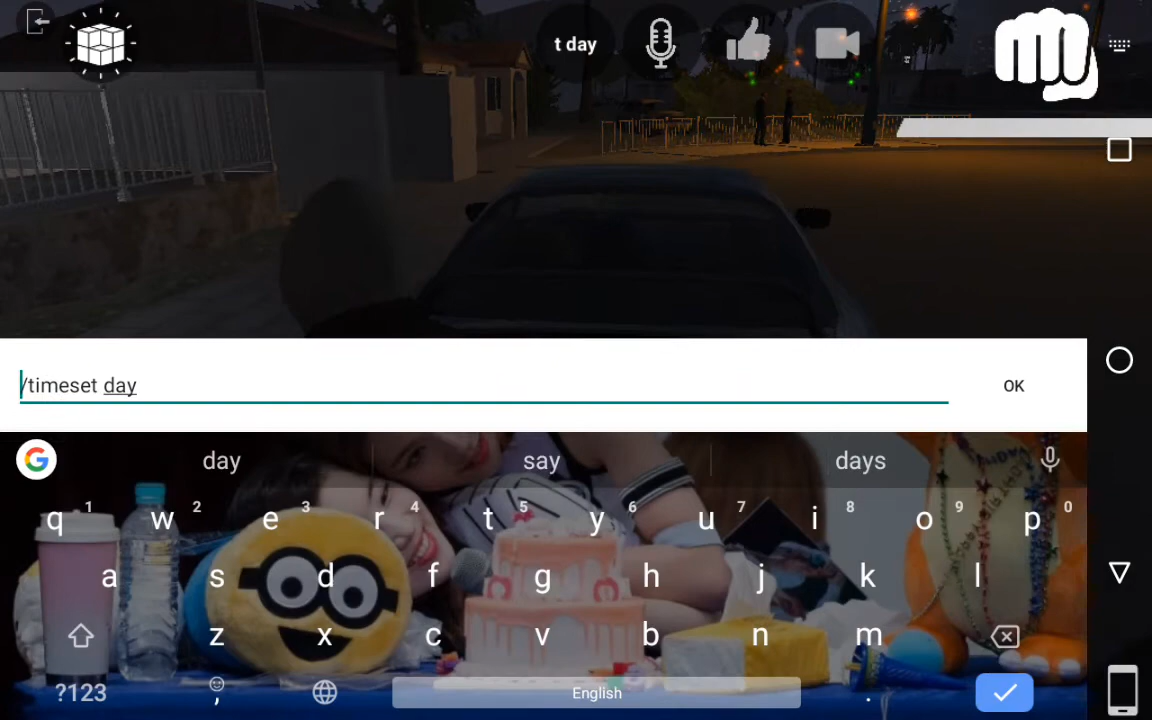 t day
/timeset day
OK
day say days
q 1 w 2 e 3 r 4 t 5 y 6 u 7 i 8 o 9 p 0
a s d f g h j k l
z x c v b n m
?123 , English .